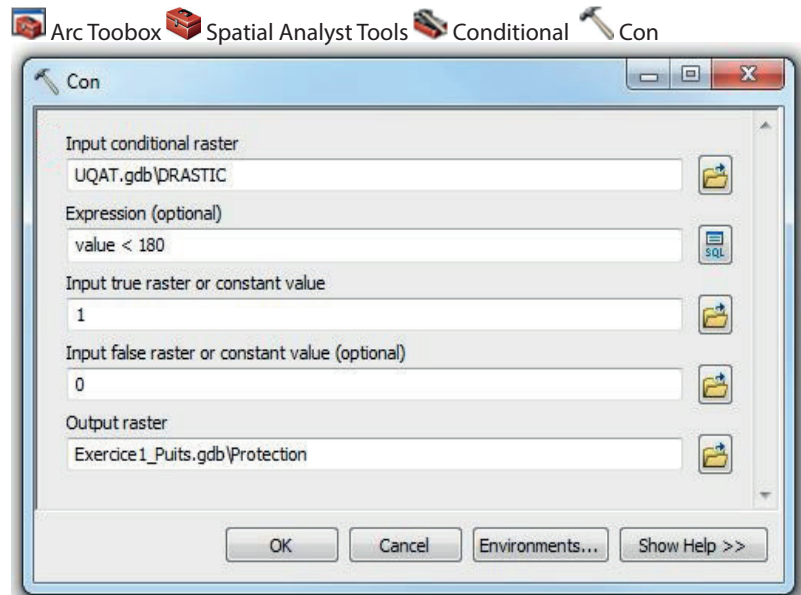 Arc Toobox Spatial Analyst Tools Conditional Con
Con
Input conditional raster
UQAT.gdb\DRASTIC
Expression (optional)
value < 180
SQL
Input true raster or constant value
1
Input false raster or constant value (optional)
0
Output raster
Exercice1_Puits.gdb\Protection
OK Cancel Environments... Show Help >>